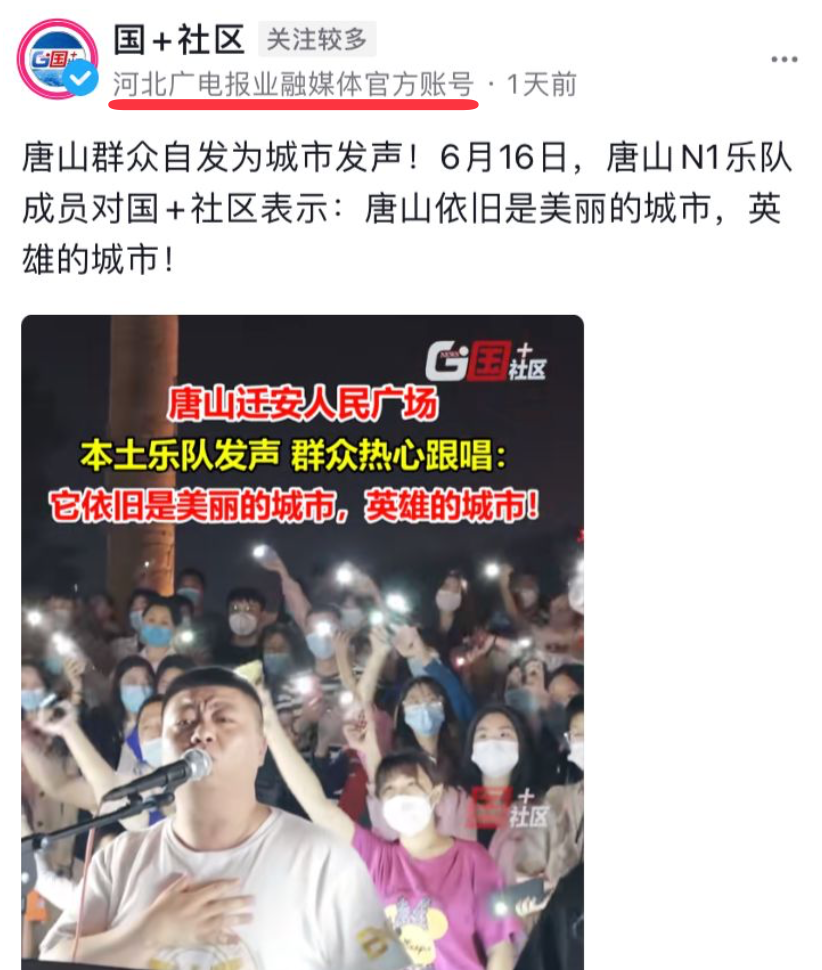 国+社区 关注较多
河北广电报业融媒体官方账号 · 1天前
唐山群众自发为城市发声！6月16日，唐山N1乐队
成员对国+社区表示：唐山依旧是美丽的城市，英
雄的城市！
G NEWS 国+社区
唐山迁安人民广场
本土乐队发声 群众热心跟唱：
它依旧是美丽的城市，英雄的城市！
国+社区